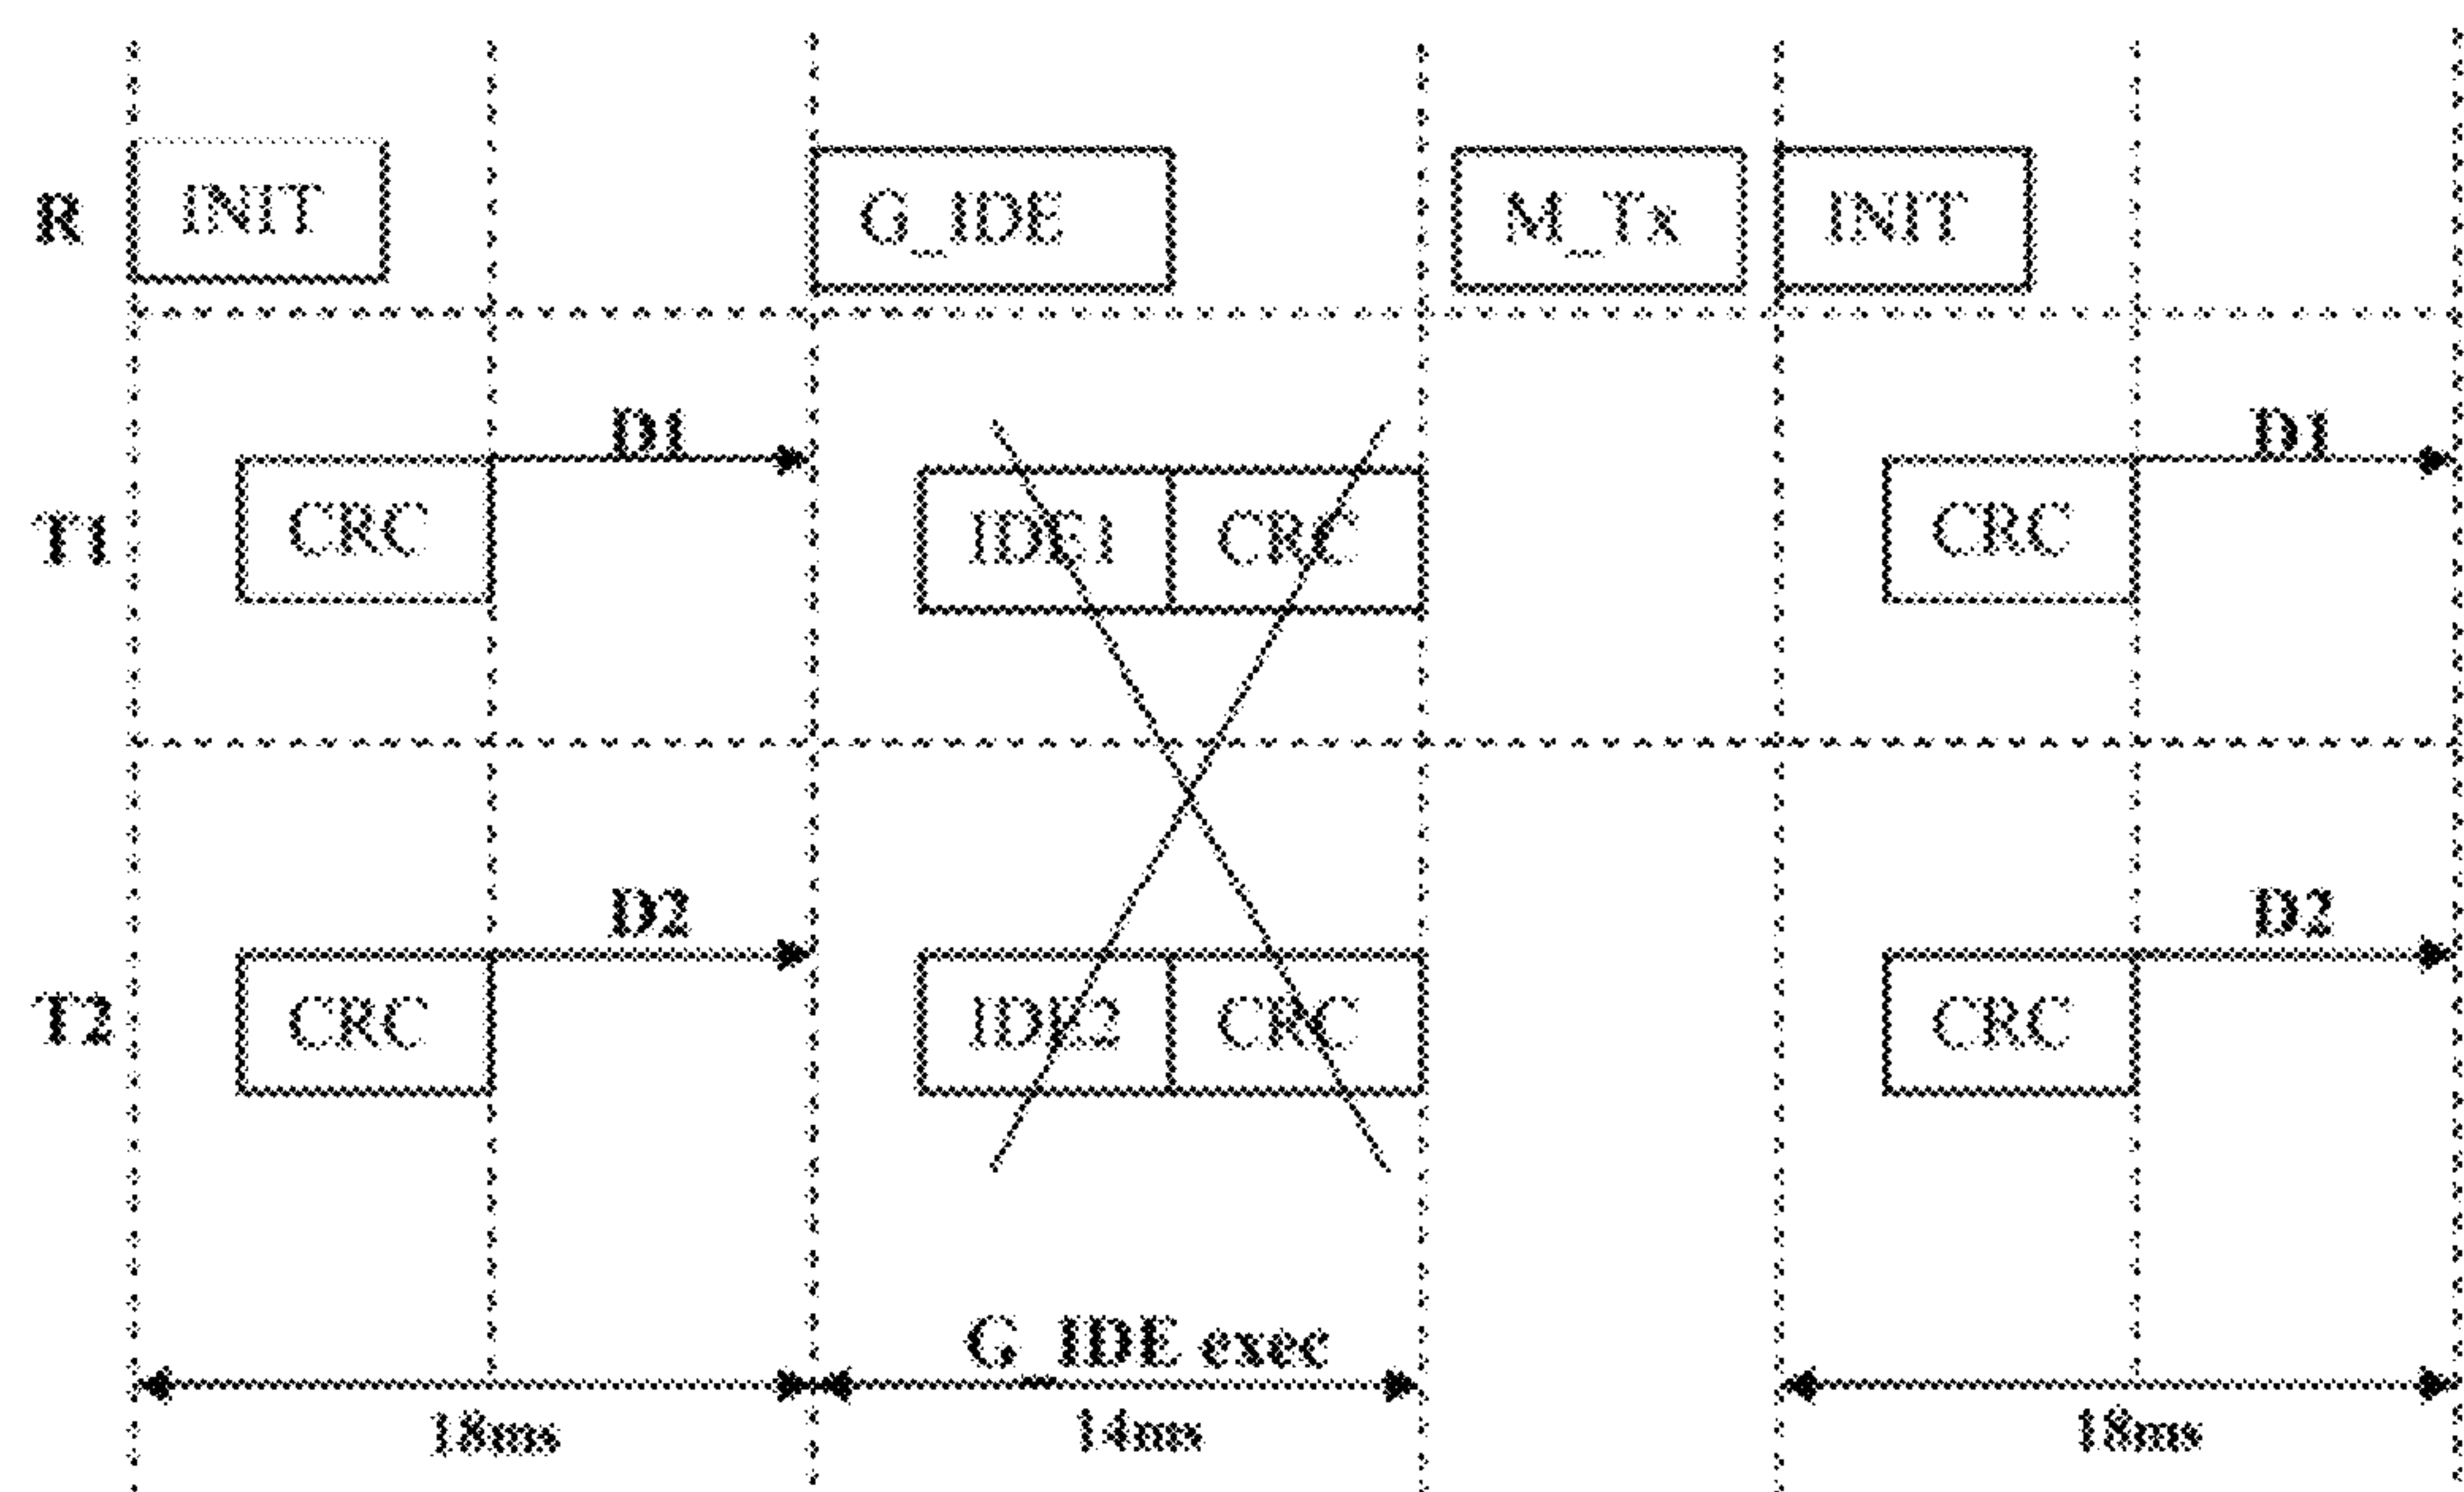 R INIT G_IDE M_Tx INIT
D1 D1
T1 CRC IDE1 CRC CRC
D2 D2
T2 CRC IDE2 CRC CRC
G_IDE exec
18ms 14ms 18ms